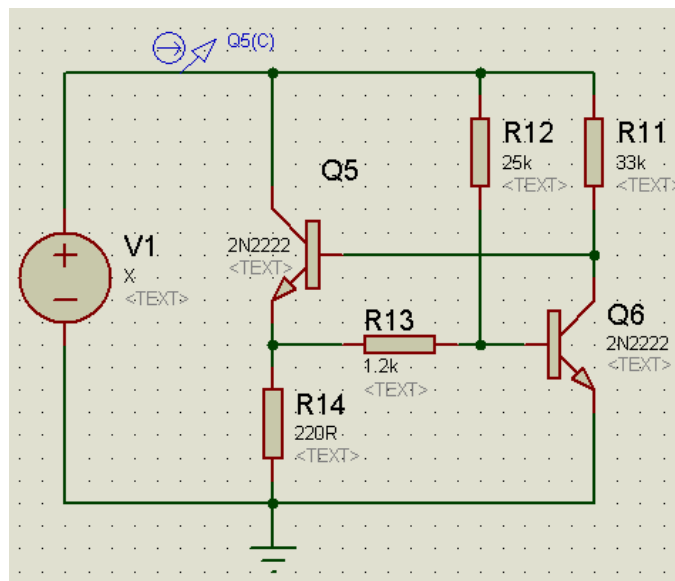 Q5(C)
R12
25k
<TEXT>
R11
33k
<TEXT>
Q5
2N2222
<TEXT>
V1
X
<TEXT>
+
−
R13
1.2k
<TEXT>
Q6
2N2222
<TEXT>
R14
220R
<TEXT>